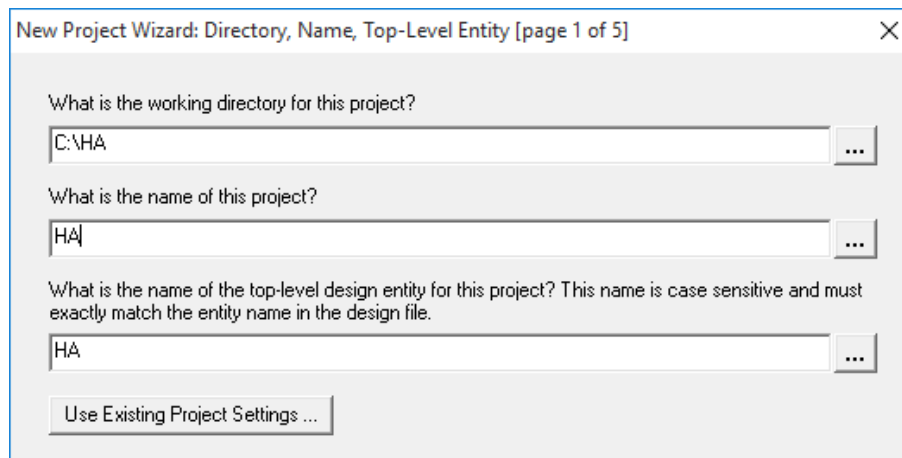 New Project Wizard: Directory, Name, Top-Level Entity [page 1 of 5]
What is the working directory for this project?
C:\HA
...
What is the name of this project?
HA
...
What is the name of the top-level design entity for this project? This name is case sensitive and must
exactly match the entity name in the design file.
HA
...
Use Existing Project Settings ...